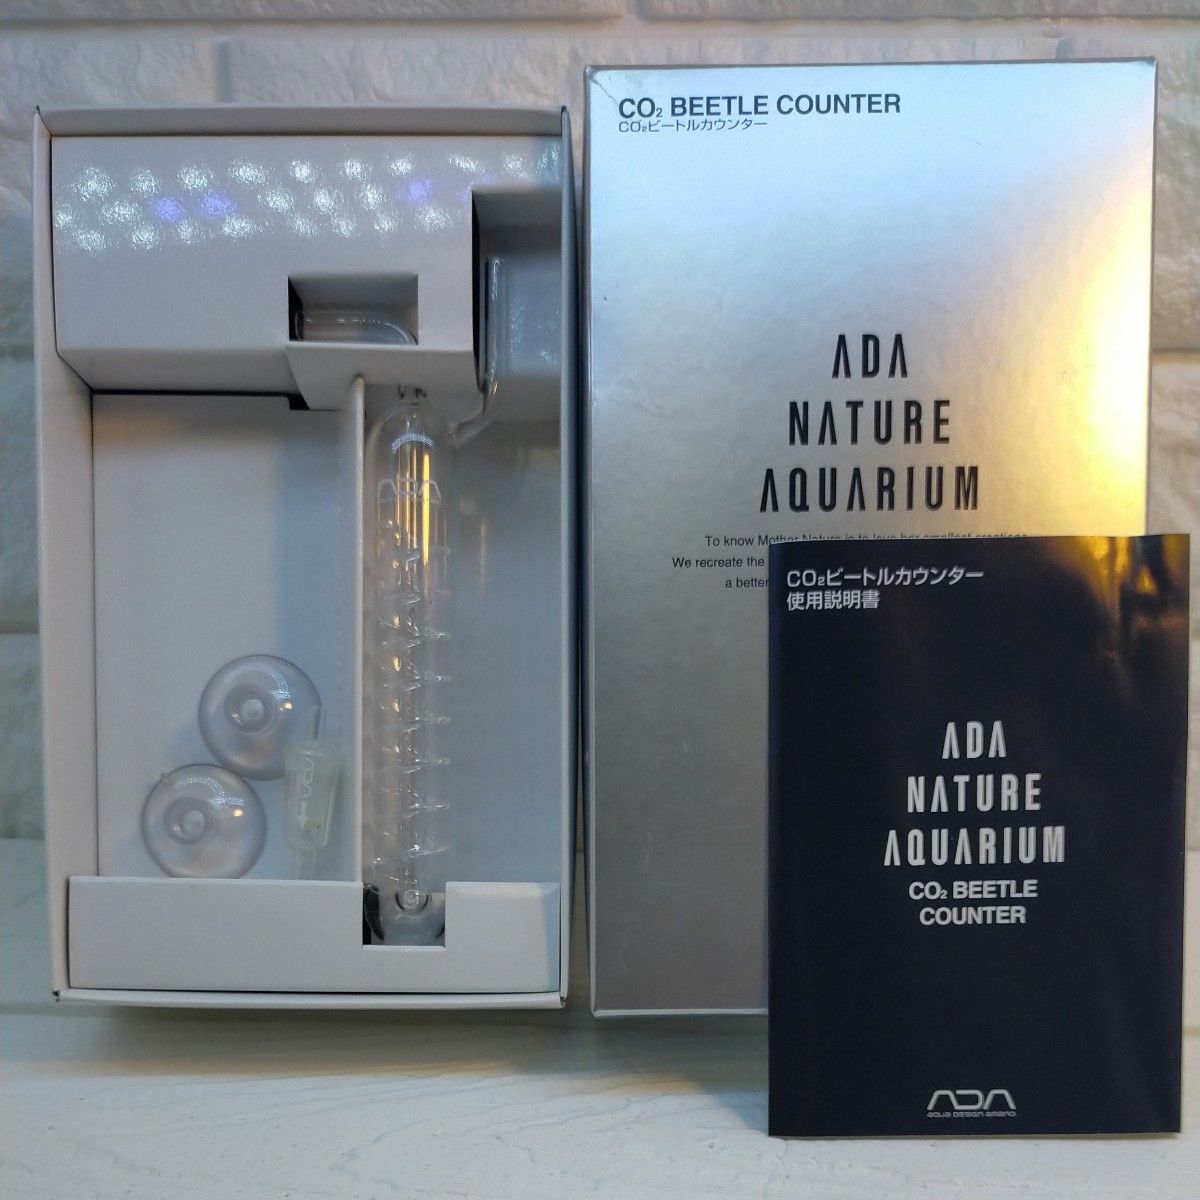 CO₂ BEETLE COUNTER
CO₂ビートルカウンター
ADA
NATURE
AQUARIUM
To know Mother Nature is to love her smallest creations.
We recreate the
a better
CO₂ビートルカウンター
使用説明書
ADA
NATURE
AQUARIUM
CO₂ BEETLE
COUNTER
ADA
AQUA DESIGN AMANO
ADA